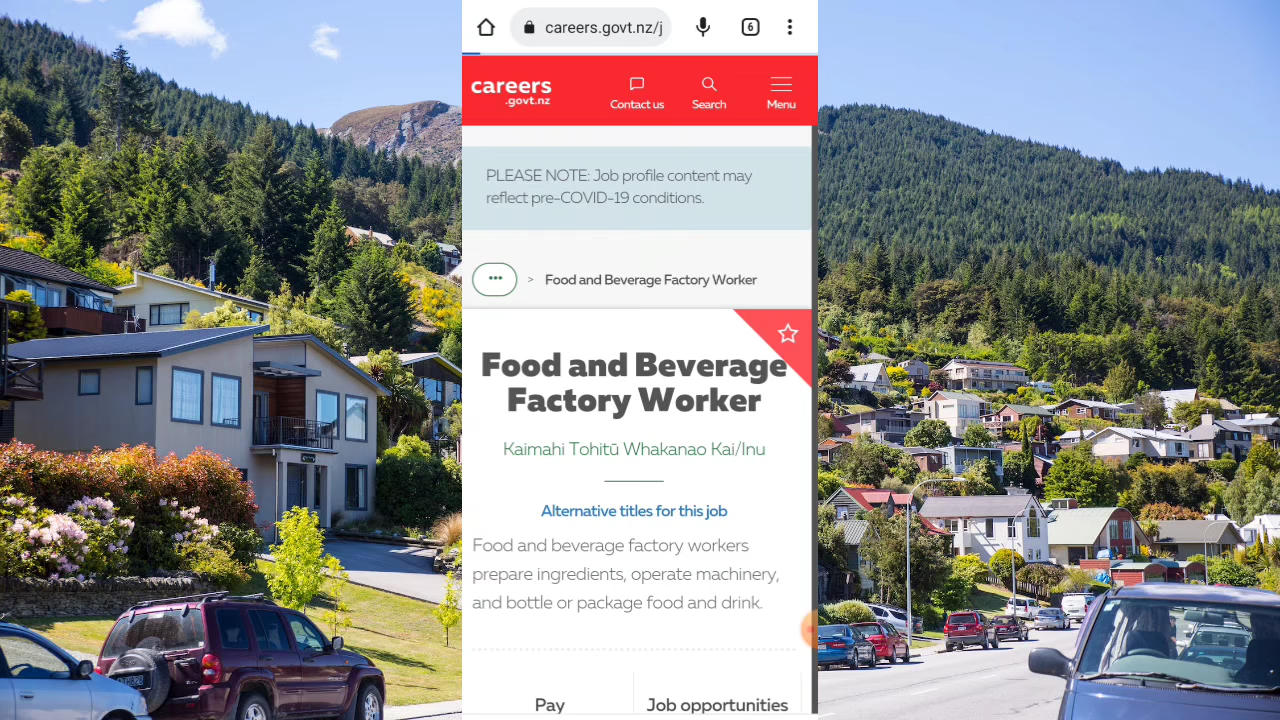 careers.govt.nz/j
6
careers
.govt.nz
Contact us
Search
Menu
PLEASE NOTE: Job profile content may
reflect pre-COVID-19 conditions.
••• > Food and Beverage Factory Worker
Food and Beverage
Factory Worker
Kaimahi Tohitū Whakanao Kai/Inu
Alternative titles for this job
Food and beverage factory workers
prepare ingredients, operate machinery,
and bottle or package food and drink.
Pay
Job opportunities